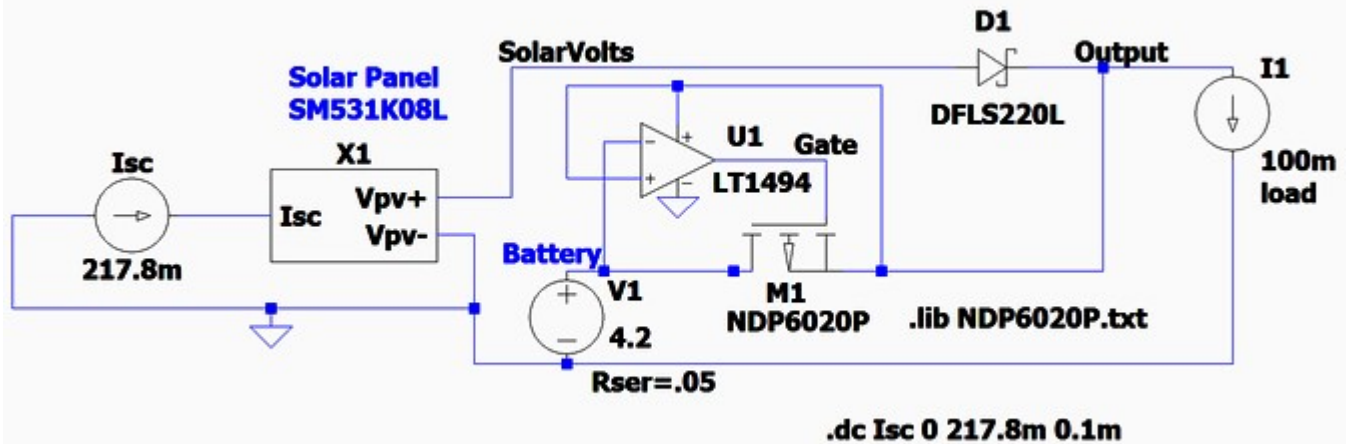 D1
SolarVolts
Output
I1
Solar Panel
SM531K08L
DFLS220L
U1
Gate
Isc
X1
100m
load
LT1494
Vpv+
Isc
Vpv-
217.8m
Battery
V1
M1
4.2
NDP6020P
.lib NDP6020P.txt
Rser=.05
.dc Isc 0 217.8m 0.1m